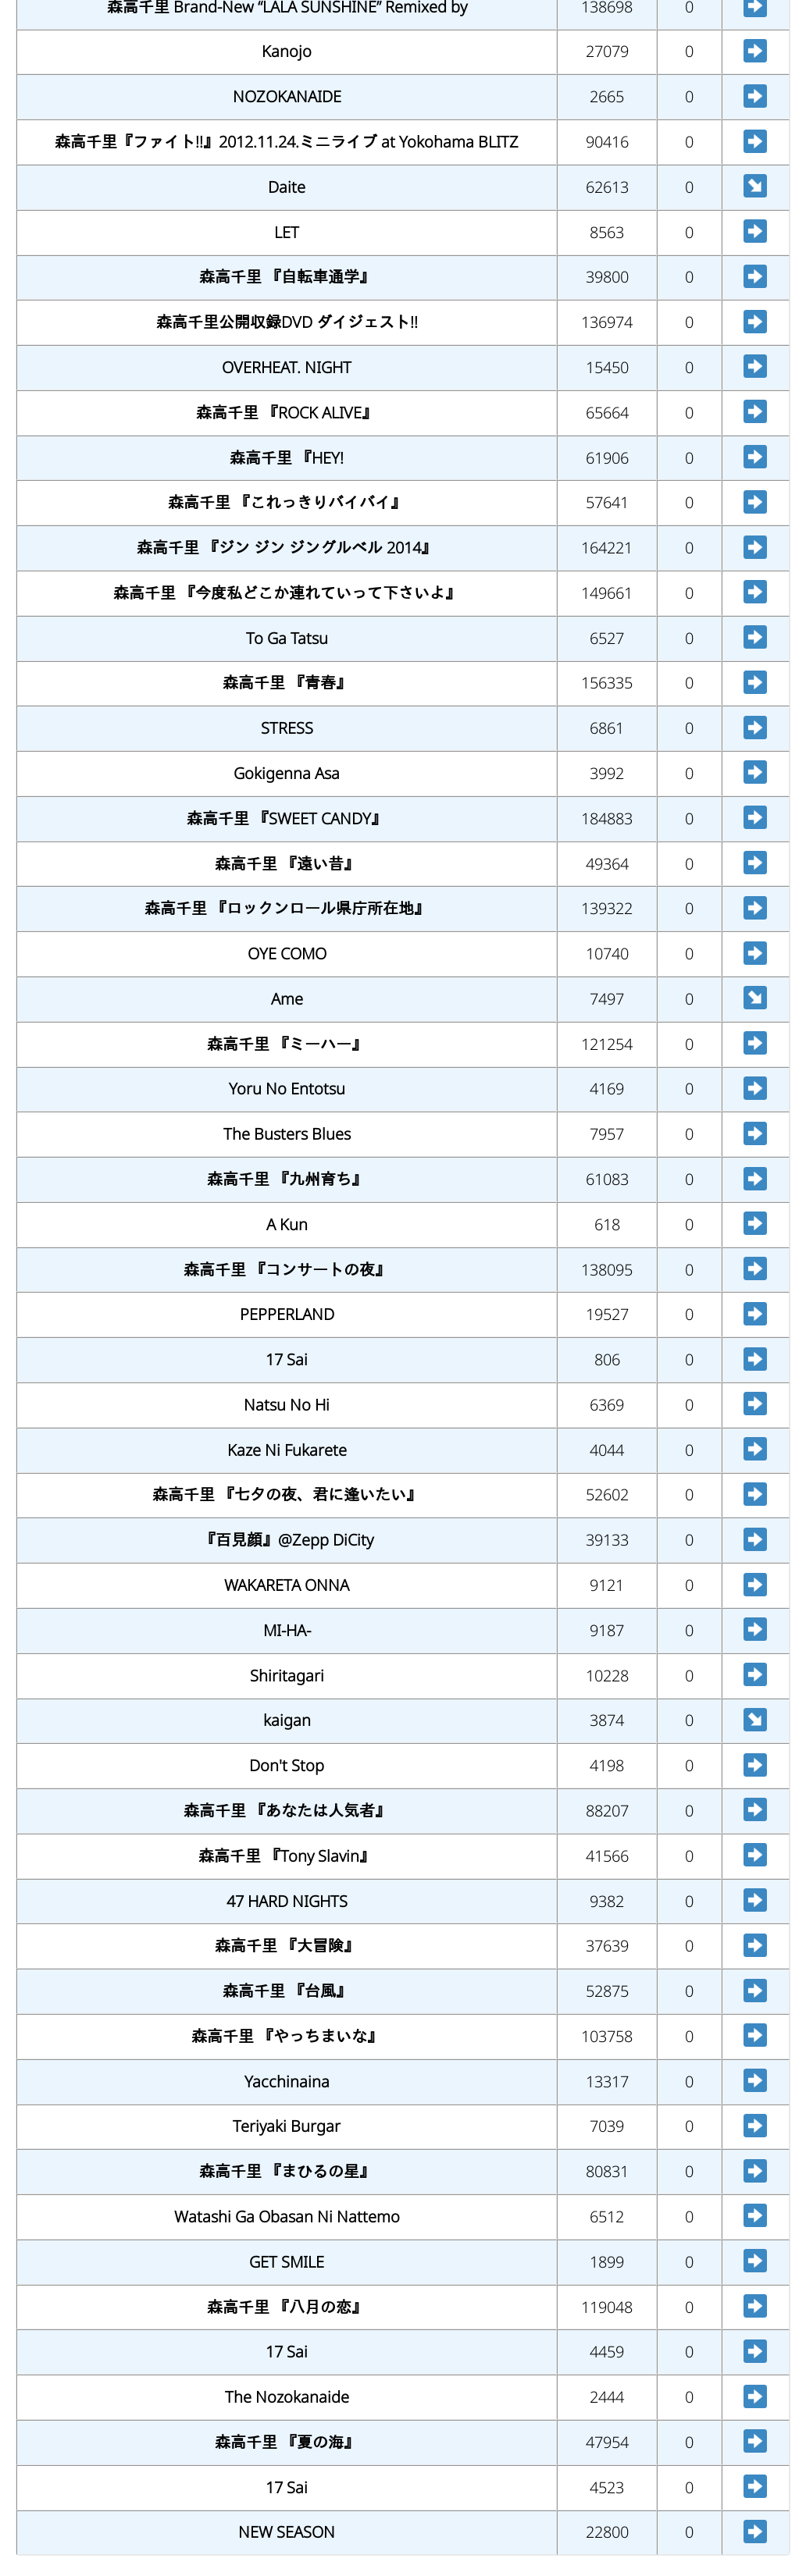 森高千里 Brand-New “LALA SUNSHINE” Remixed by 138698 0
Kanojo 27079 0
NOZOKANAIDE 2665 0
森高千里『ファイト!!』2012.11.24.ミニライブ at Yokohama BLITZ 90416 0
Daite 62613 0
LET 8563 0
森高千里 『自転車通学』 39800 0
森高千里公開収録DVD ダイジェスト!! 136974 0
OVERHEAT. NIGHT 15450 0
森高千里 『ROCK ALIVE』 65664 0
森高千里 『HEY! 61906 0
森高千里 『これっきりバイバイ』 57641 0
森高千里 『ジン ジン ジングルベル 2014』 164221 0
森高千里 『今度私どこか連れていって下さいよ』 149661 0
To Ga Tatsu 6527 0
森高千里 『青春』 156335 0
STRESS 6861 0
Gokigenna Asa 3992 0
森高千里 『SWEET CANDY』 184883 0
森高千里 『遠い昔』 49364 0
森高千里 『ロックンロール県庁所在地』 139322 0
OYE COMO 10740 0
Ame 7497 0
森高千里 『ミーハー』 121254 0
Yoru No Entotsu 4169 0
The Busters Blues 7957 0
森高千里 『九州育ち』 61083 0
A Kun 618 0
森高千里 『コンサートの夜』 138095 0
PEPPERLAND 19527 0
17 Sai 806 0
Natsu No Hi 6369 0
Kaze Ni Fukarete 4044 0
森高千里 『七夕の夜、君に逢いたい』 52602 0
『百見顔』@Zepp DiCity 39133 0
WAKARETA ONNA 9121 0
MI-HA- 9187 0
Shiritagari 10228 0
kaigan 3874 0
Don't Stop 4198 0
森高千里 『あなたは人気者』 88207 0
森高千里 『Tony Slavin』 41566 0
47 HARD NIGHTS 9382 0
森高千里 『大冒険』 37639 0
森高千里 『台風』 52875 0
森高千里 『やっちまいな』 103758 0
Yacchinaina 13317 0
Teriyaki Burgar 7039 0
森高千里 『まひるの星』 80831 0
Watashi Ga Obasan Ni Nattemo 6512 0
GET SMILE 1899 0
森高千里 『八月の恋』 119048 0
17 Sai 4459 0
The Nozokanaide 2444 0
森高千里 『夏の海』 47954 0
17 Sai 4523 0
NEW SEASON 22800 0